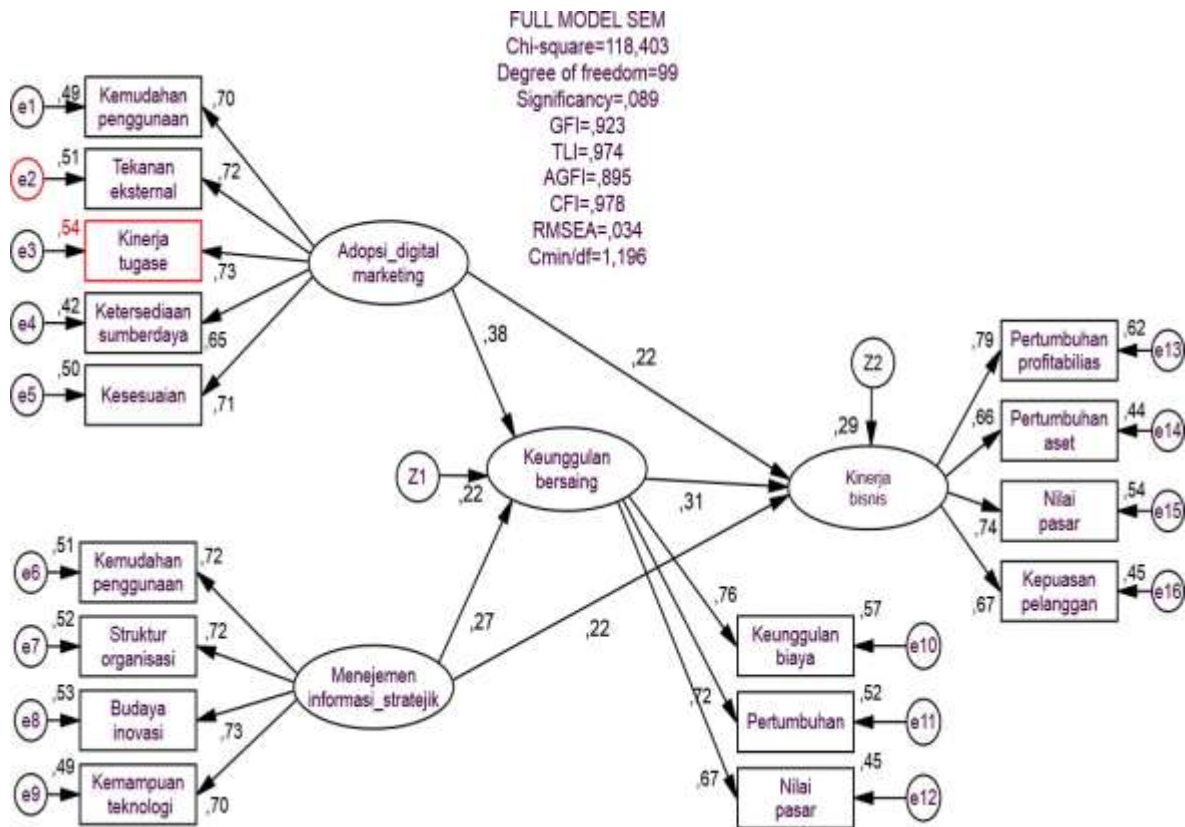 FULL MODEL SEM
Chi-square=118,403
Degree of freedom=99
Significancy=,089
GFI=,923
TLI=,974
AGFI=,895
CFI=,978
RMSEA=,034
Cmin/df=1,196
e1
,49
Kemudahan
penggunaan
,70
e2
,51
Tekanan
eksternal
,72
e3
,54
Kinerja
tugase
,73
e4
,42
Ketersediaan
sumberdaya
,65
e5
,50
Kesesuaian
,71
Adopsi_digital
marketing
,38
,22
Z1
,22
Keunggulan
bersaing
,31
Z2
,29
Kinerja
bisnis
,79
Pertumbuhan
profitabilias
,62
e13
,66
Pertumbuhan
aset
,44
e14
,74
Nilai
pasar
,54
e15
,67
Kepuasan
pelanggan
,45
e16
e6
,51
Kemudahan
penggunaan
,72
e7
,52
Struktur
organisasi
,72
e8
,53
Budaya
inovasi
,73
e9
,49
Kemampuan
teknologi
,70
Menejemen
informasi_stratejik
,27
,22
,76
Keunggulan
biaya
,57
e10
,72
Pertumbuhan
,52
e11
,67
Nilai
pasar
,45
e12